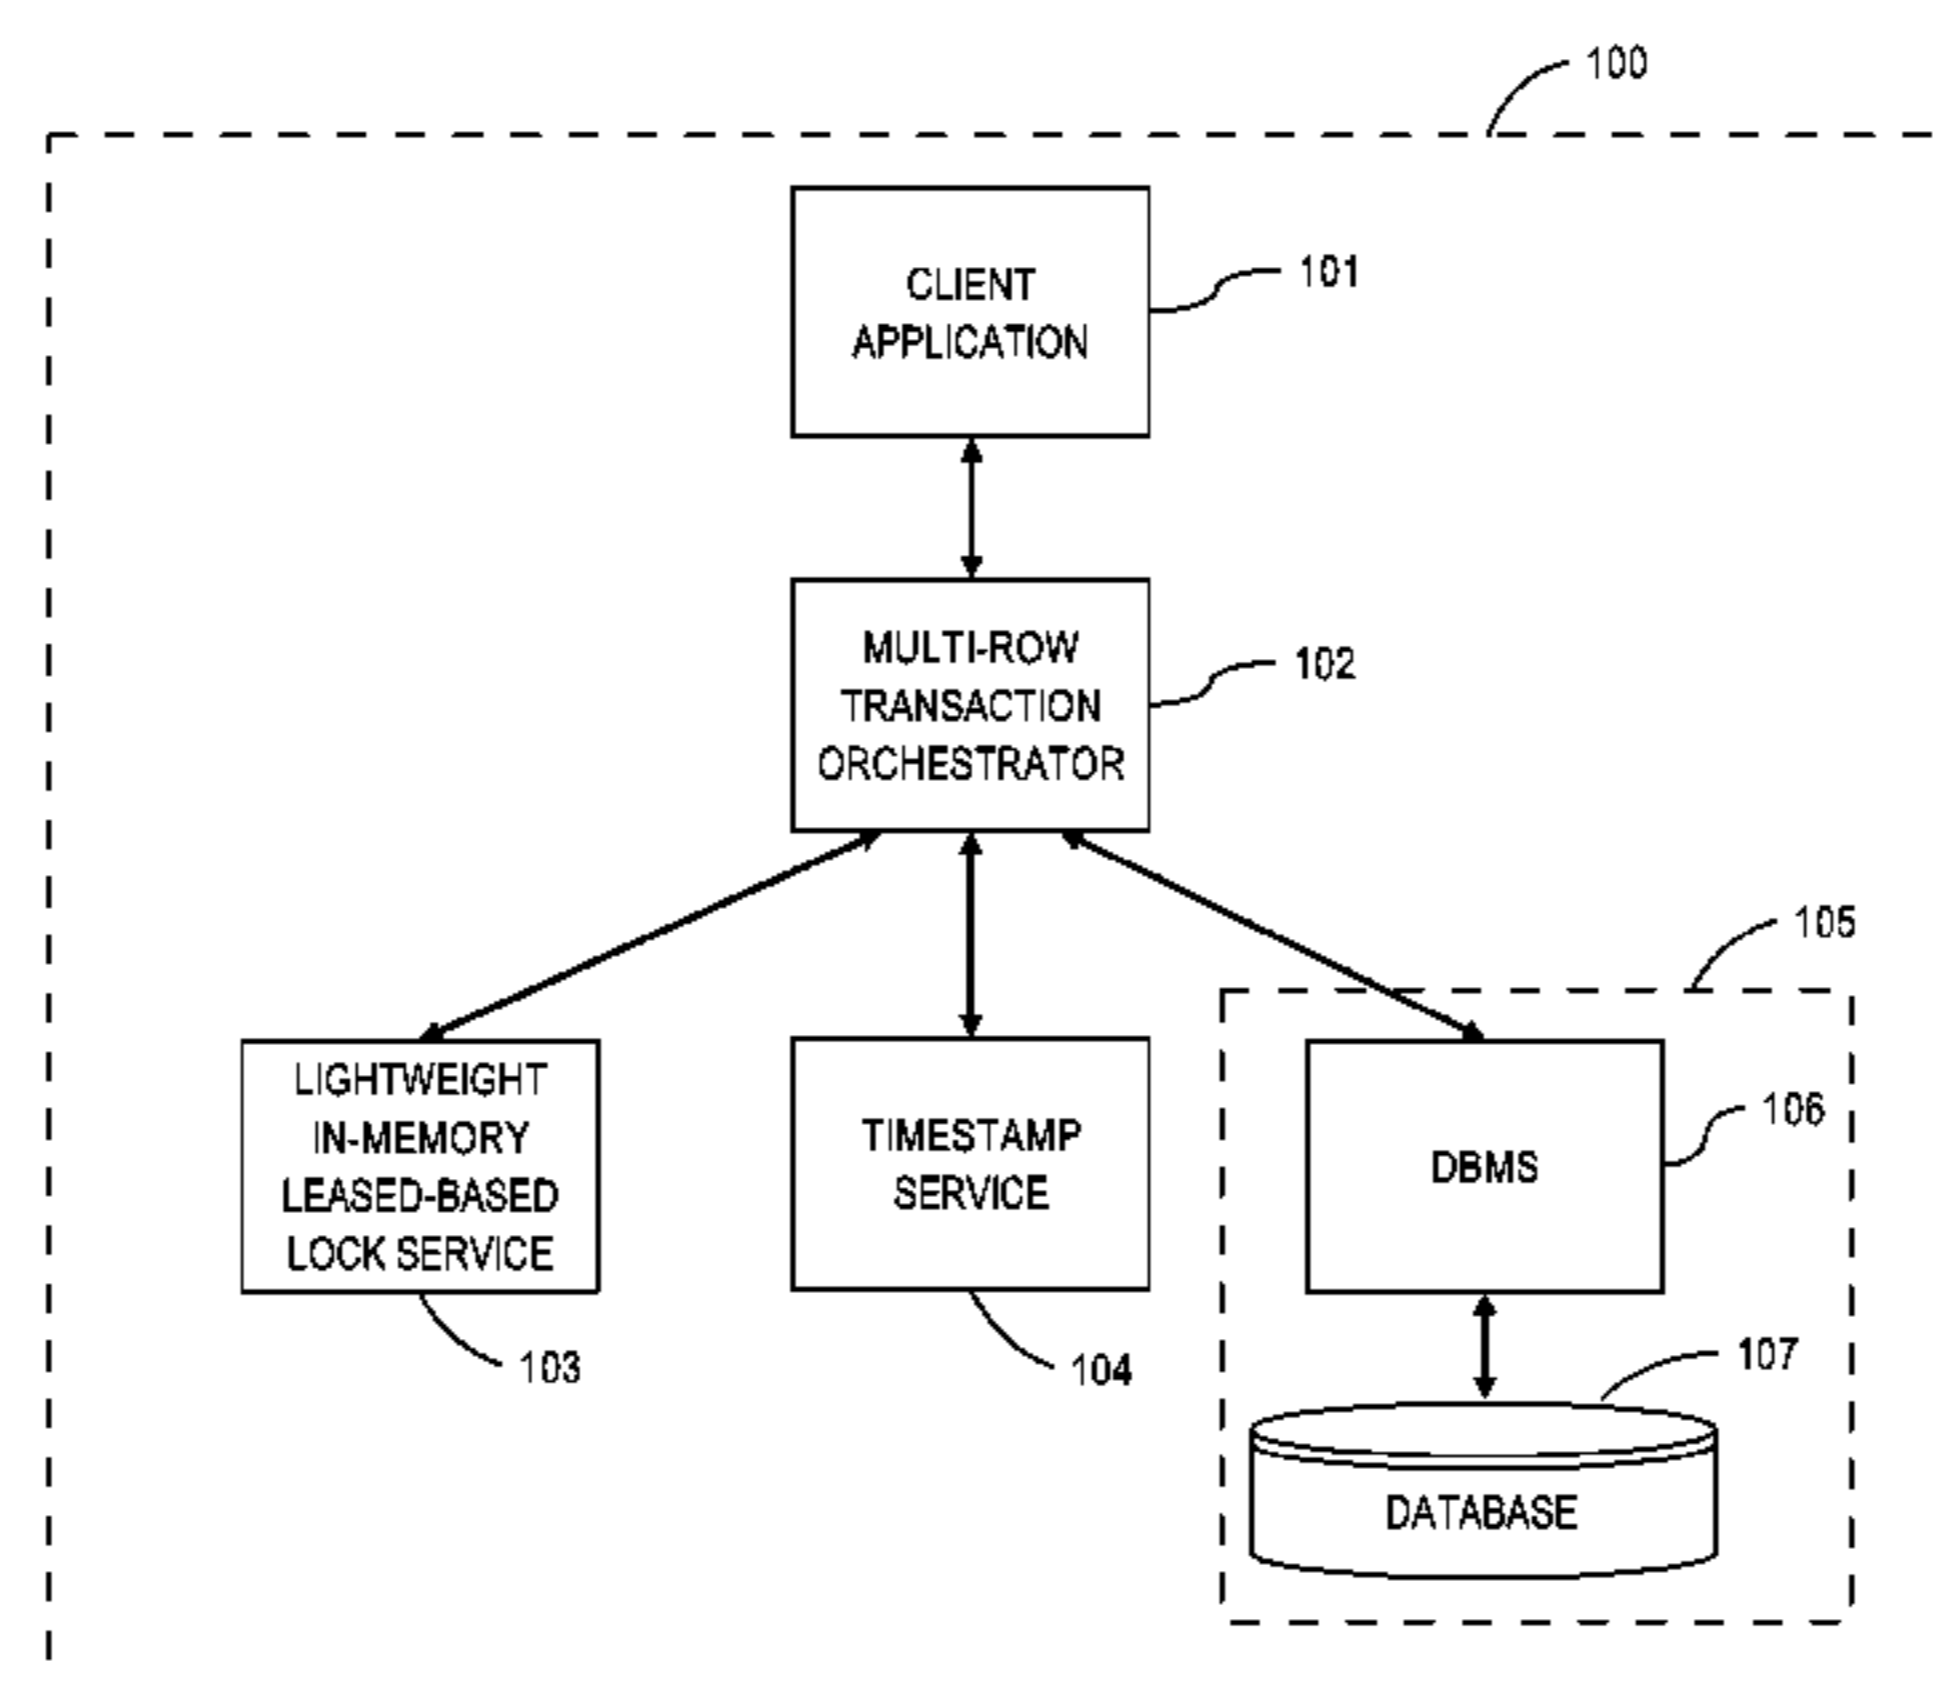 100
CLIENT
APPLICATION
101
MULTI-ROW
TRANSACTION
ORCHESTRATOR
102
105
LIGHTWEIGHT
IN-MEMORY
LEASED-BASED
LOCK SERVICE
103
TIMESTAMP
SERVICE
104
DBMS
106
107
DATABASE